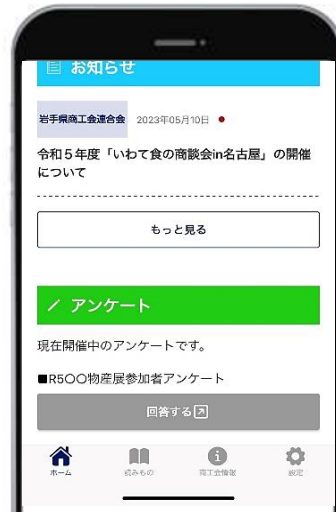 お知らせ
岩手県商工会連合会 2023年05月10日
令和5年度「いわて食の商談会in名古屋」の開催
について
もっと見る
アンケート
現在開催中のアンケートです。
■R5〇〇物産展参加者アンケート
回答する
ホーム 読みもの 商工会情報 設定